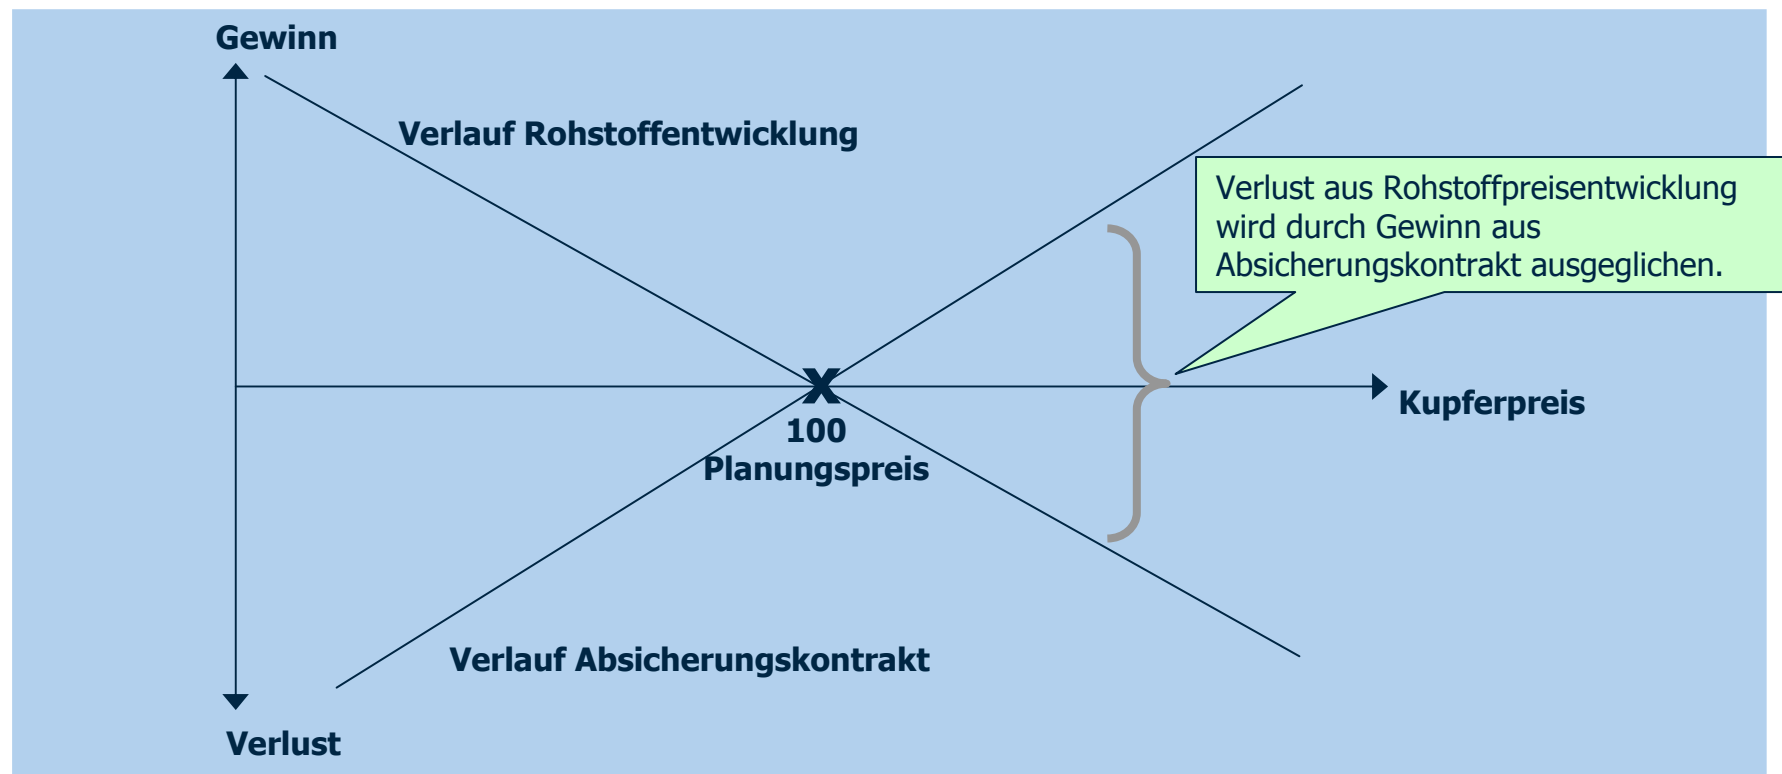 Gewinn
Verlauf Rohstoffentwicklung
Verlust aus Rohstoffpreisentwicklung
wird durch Gewinn aus
Absicherungskontrakt ausgeglichen.
X
Kupferpreis
100
Planungspreis
Verlauf Absicherungskontrakt
Verlust